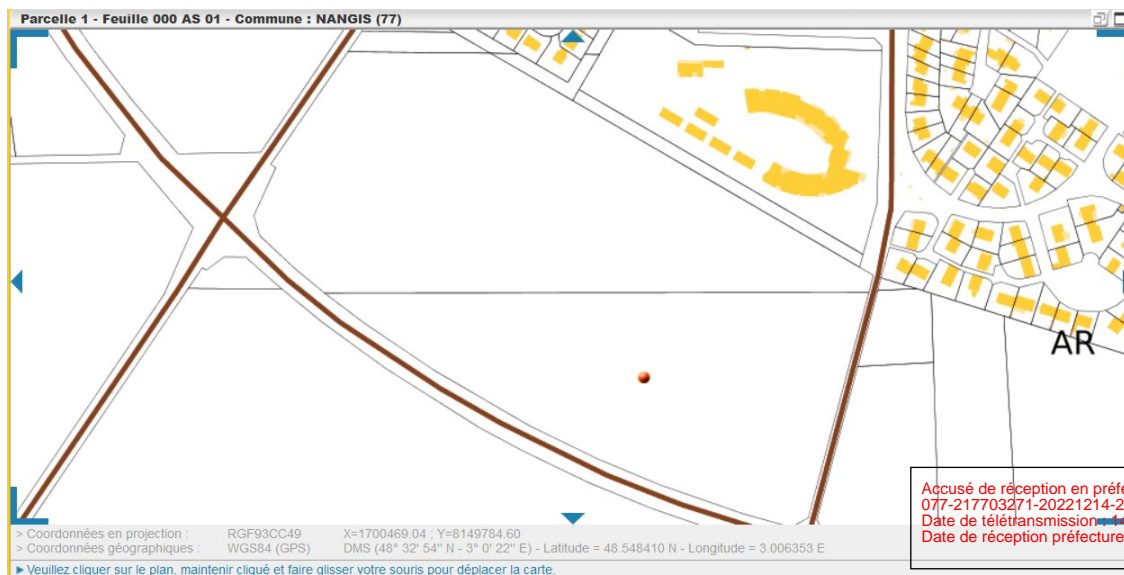 Parcelle 1 - Feuille 000 AS 01 - Commune : NANGIS (77)
AR
Accusé de réception en préfe
077-217703271-20221214-2
Date de télétransmission : 14
Date de réception préfecture
> Coordonnées en projection : RGF93CC49 X=1700469.04 ; Y=8149784.60
> Coordonnées géographiques : WGS84 (GPS) DMS (48° 32' 54" N - 3° 0' 22" E) - Latitude = 48.548410 N - Longitude = 3.006353 E
Veuillez cliquer sur le plan, maintenir cliqué et faire glisser votre souris pour déplacer la carte.